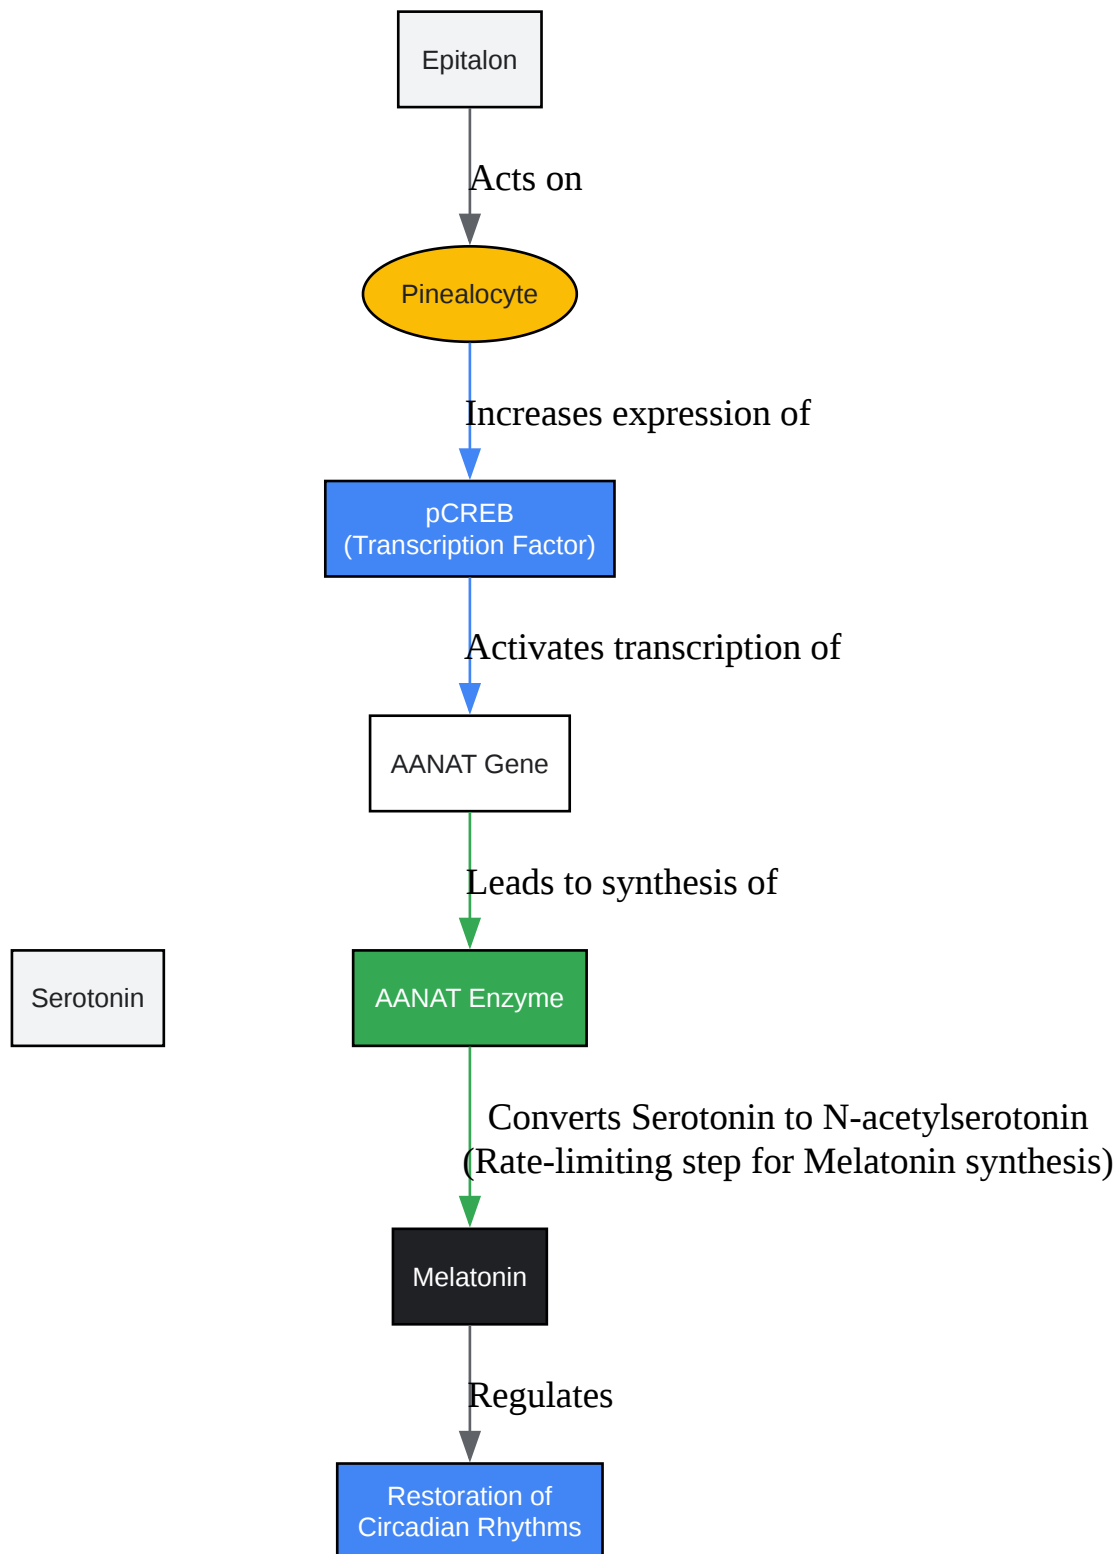 Epitalon
Acts on
Pinealocyte
Increases expression of
pCREB
(Transcription Factor)
Activates transcription of
AANAT Gene
Leads to synthesis of
Serotonin
AANAT Enzyme
Converts Serotonin to N-acetylserotonin
(Rate-limiting step for Melatonin synthesis)
Melatonin
Regulates
Restoration of
Circadian Rhythms